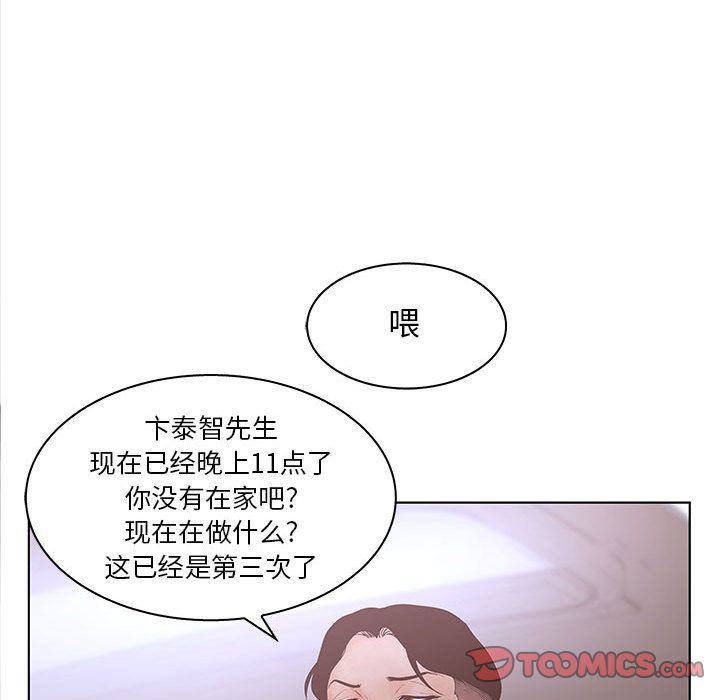 喂
卞泰智先生
现在已经晚上11点了
你没有在家吧?
现在在做什么?
这已经是第三次了
TOOMICS.COM